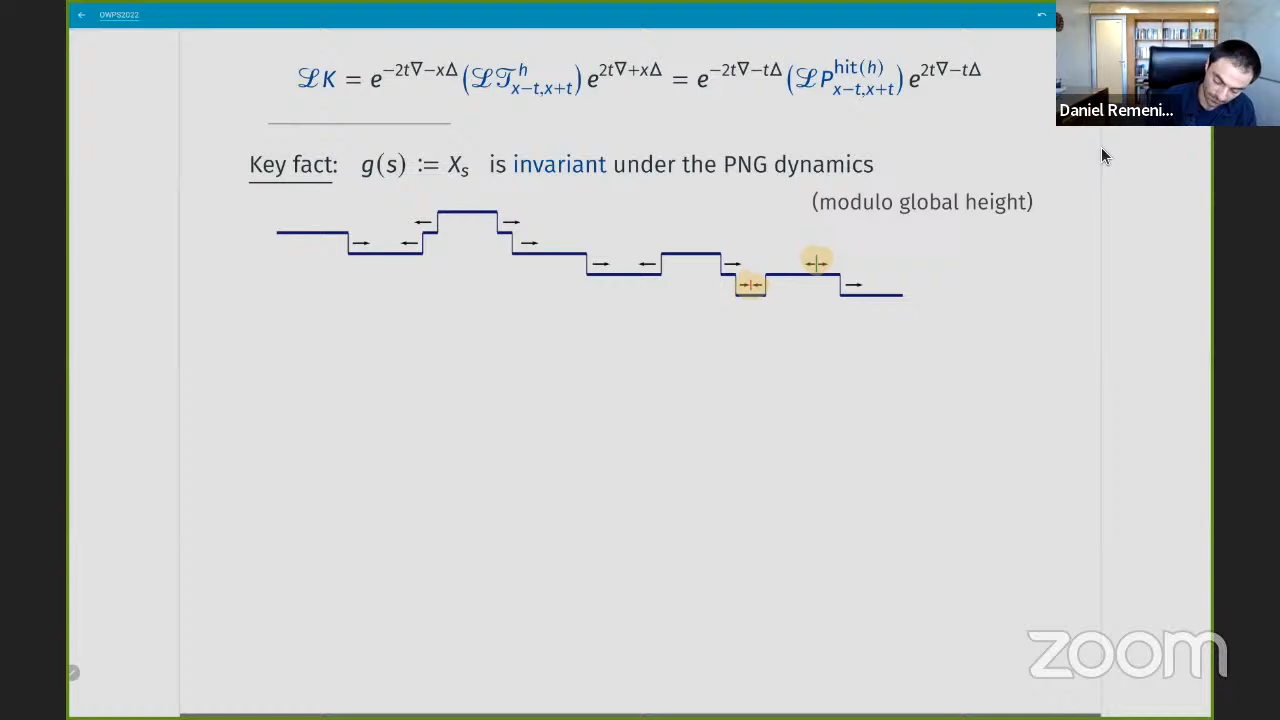 OWPS2022
ℒK = e^{−2t∇−xΔ}(ℒ𝒯^h_{x−t,x+t}) e^{2t∇+xΔ} = e^{−2t∇−tΔ}(ℒP^{hit(h)}_{x−t,x+t}) e^{2t∇−tΔ}
Daniel Remeni...
Key fact: g(s) := X_s is invariant under the PNG dynamics
(modulo global height)
zoom